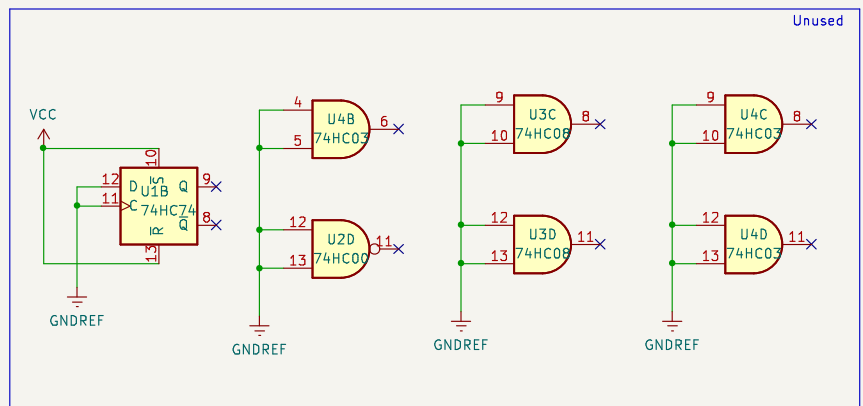 Unused
VCC
10
12
D
S
Q
9
U1B
11
C
74HC74
Q
8
R
13
GNDREF
4
U4B
6
5
74HC03
12
U2D
11
13
74HC00
GNDREF
9
U3C
8
10
74HC08
12
U3D
11
13
74HC08
GNDREF
9
U4C
8
10
74HC03
12
U4D
11
13
74HC03
GNDREF